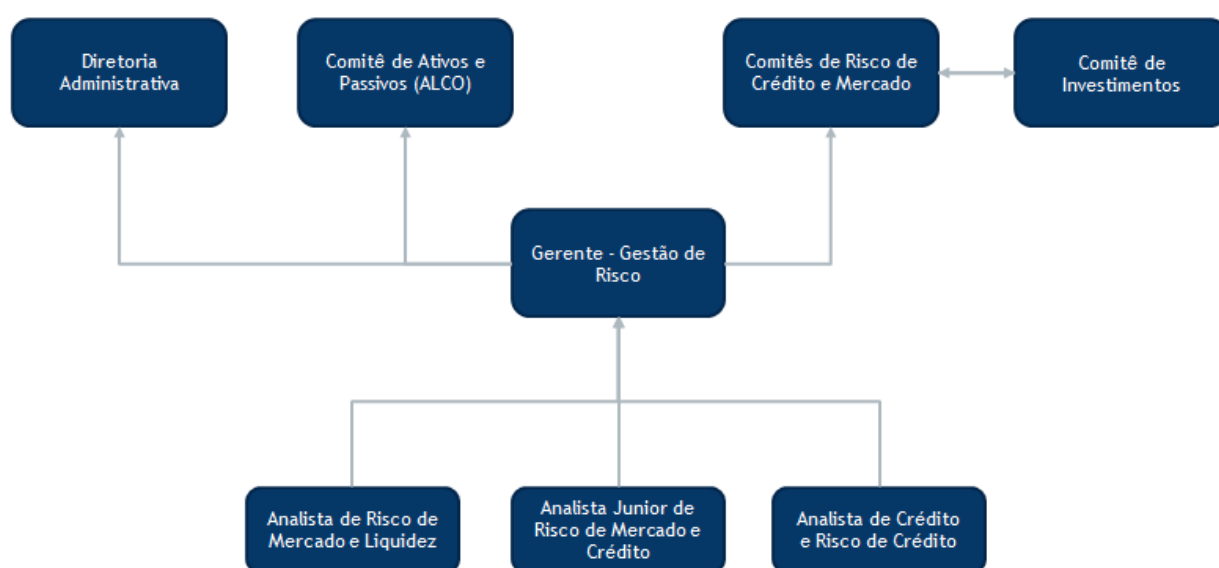 Diretoria
Administrativa
Comitê de Ativos e
Passivos (ALCO)
Comitês de Risco de
Crédito e Mercado
Comitê de
Investimentos
Gerente - Gestão de
Risco
Analista de Risco de
Mercado e Liquidez
Analista Junior de
Risco de Mercado e
Crédito
Analista de Crédito
e Risco de Crédito